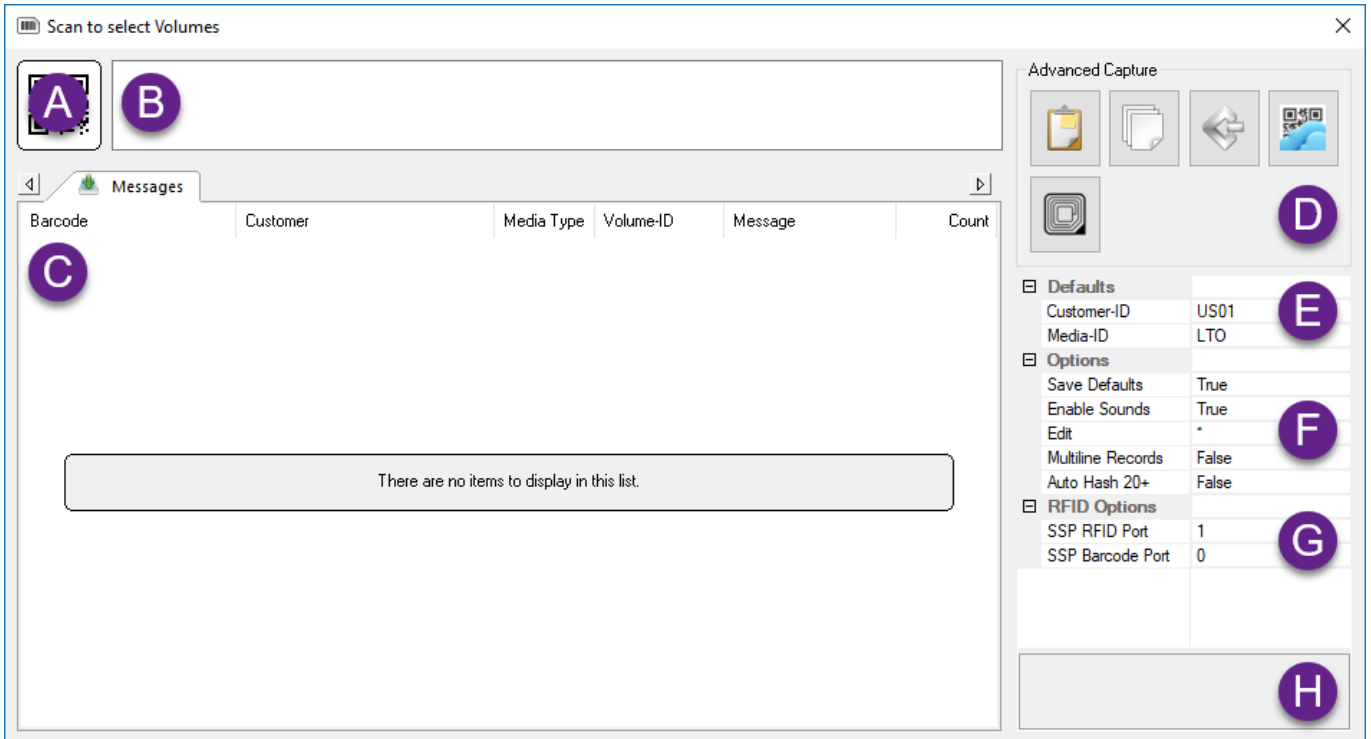 Scan to select Volumes
A
B
Advanced Capture
D
Messages
Barcode Customer Media Type Volume-ID Message Count
C
There are no items to display in this list.
Defaults
Customer-ID US01
Media-ID LTO
E
Options
Save Defaults True
Enable Sounds True
Edit *
Multiline Records False
Auto Hash 20+ False
F
RFID Options
SSP RFID Port 1
SSP Barcode Port 0
G
H